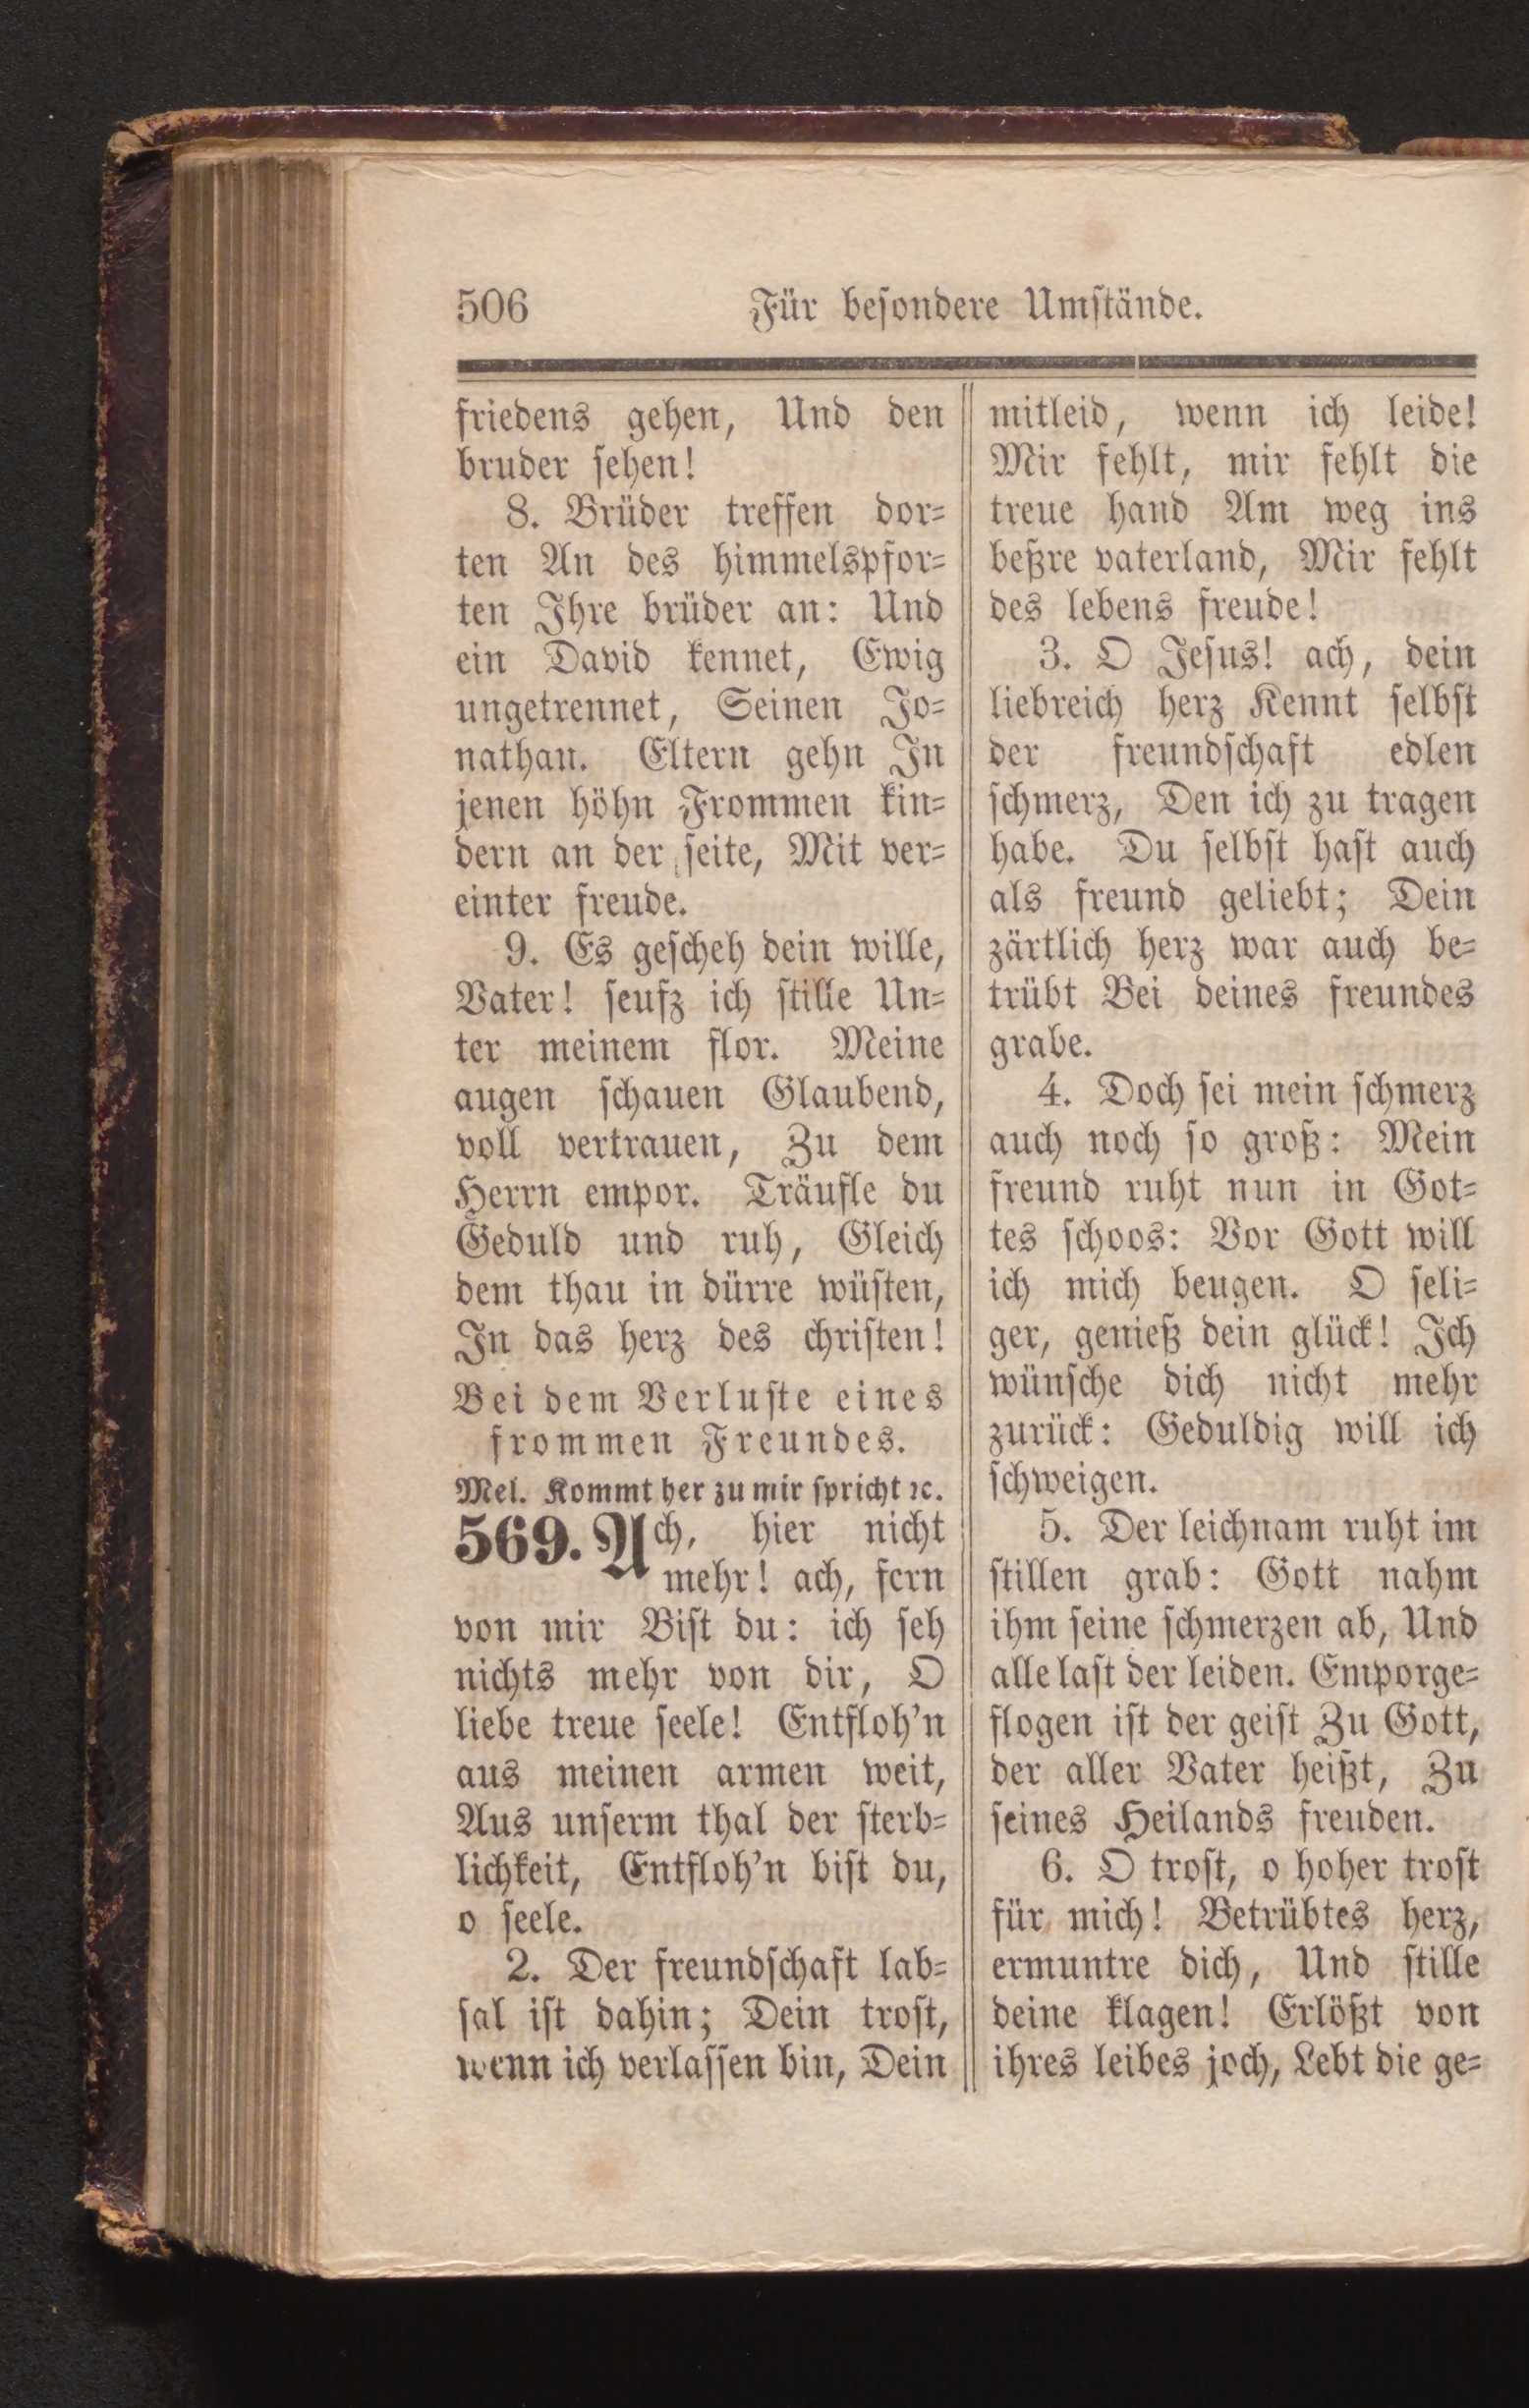 506 Für besondere Umstände.
friedens gehen, Und den
bruder sehen!
8. Brüder treffen dor-
ten An des himmelspfor-
ten Ihre brüder an: Und
ein David kennet, Ewig
ungetrennet, Seinen Jo-
nathan. Eltern gehn In
jenen höhn Frommen kin-
dern an der seite, Mit ver-
einter freude.
9. Es gescheh dein wille,
Vater! seufz ich stille Un-
ter meinem flor. Meine
augen schauen Glaubend,
voll vertrauen, Zu dem
Herrn empor. Träufle du
Geduld und ruh, Gleich
dem thau in dürre wüsten,
In das herz des christen!
Bei dem Verluste eines
frommen Freundes.
Mel. Kommt her zu mir spricht ꝛc.
569. Ach, hier nicht
mehr! ach, fern
von mir Bist du: ich seh
nichts mehr von dir, O
liebe treue seele! Entfloh'n
aus meinen armen weit,
Aus unserm thal der sterb-
lichkeit, Entfloh'n bist du,
o seele.
2. Der freundschaft lab-
sal ist dahin; Dein trost,
wenn ich verlassen bin, Dein
mitleid, wenn ich leide!
Mir fehlt, mir fehlt die
treue hand Am weg ins
beßre vaterland, Mir fehlt
des lebens freude!
3. O Jesus! ach, dein
liebreich herz Kennt selbst
der freundschaft edlen
schmerz, Den ich zu tragen
habe. Du selbst hast auch
als freund geliebt; Dein
zärtlich herz war auch be-
trübt Bei deines freundes
grabe.
4. Doch sei mein schmerz
auch noch so groß: Mein
freund ruht nun in Got-
tes schoos: Vor Gott will
ich mich beugen. O seli-
ger, genieß dein glück! Ich
wünsche dich nicht mehr
zurück: Geduldig will ich
schweigen.
5. Der leichnam ruht im
stillen grab: Gott nahm
ihm seine schmerzen ab, Und
alle last der leiden. Emporge-
flogen ist der geist Zu Gott,
der aller Vater heißt, Zu
seines Heilands freuden.
6. O trost, o hoher trost
für mich! Betrübtes herz,
ermuntre dich, Und stille
deine klagen! Erlößt von
ihres leibes joch, Lebt die ge-